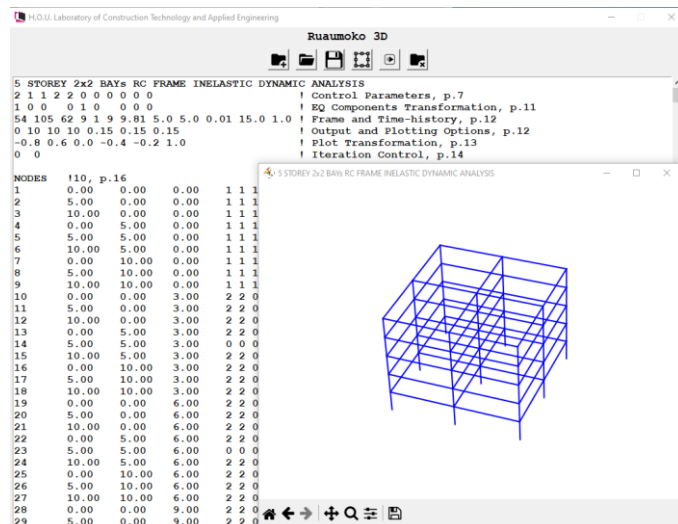 H.O.U. Laboratory of Construction Technology and Applied Engineering
Ruaumoko 3D
5 STOREY 2x2 BAYs RC FRAME INELASTIC DYNAMIC ANALYSIS
2 1 1 2 2 0 0 0 0 0 0 ! Control Parameters, p.7
1 0 0 0 1 0 0 0 0 ! EQ Components Transformation, p.11
54 105 62 9 1 9 9.81 5.0 5.0 0.01 15.0 1.0 ! Frame and Time-history, p.12
0 10 10 10 0.15 0.15 0.15 ! Output and Plotting Options, p.12
-0.8 0.6 0.0 -0.4 -0.2 1.0 ! Plot Transformation, p.13
0 0 ! Iteration Control, p.14
NODES !10, p.16
1 0.00 0.00 0.00 1 1 1
2 5.00 0.00 0.00 1 1 1
3 10.00 0.00 0.00 1 1 1
4 0.00 5.00 0.00 1 1 1
5 5.00 5.00 0.00 1 1 1
6 10.00 5.00 0.00 1 1 1
7 0.00 10.00 0.00 1 1 1
8 5.00 10.00 0.00 1 1 1
9 10.00 10.00 0.00 1 1 1
10 0.00 0.00 3.00 2 2 0
11 5.00 0.00 3.00 2 2 0
12 10.00 0.00 3.00 2 2 0
13 0.00 5.00 3.00 2 2 0
14 5.00 5.00 3.00 0 0 0
15 10.00 5.00 3.00 2 2 0
16 0.00 10.00 3.00 2 2 0
17 5.00 10.00 3.00 2 2 0
18 10.00 10.00 3.00 2 2 0
19 0.00 0.00 6.00 2 2 0
20 5.00 0.00 6.00 2 2 0
21 10.00 0.00 6.00 2 2 0
22 0.00 5.00 6.00 2 2 0
23 5.00 5.00 6.00 0 0 0
24 10.00 5.00 6.00 2 2 0
25 0.00 10.00 6.00 2 2 0
26 5.00 10.00 6.00 2 2 0
27 10.00 10.00 6.00 2 2 0
28 0.00 0.00 9.00 2 2 0
29 5.00 0.00 9.00 2 2 0
5 STOREY 2x2 BAYs RC FRAME INELASTIC DYNAMIC ANALYSIS